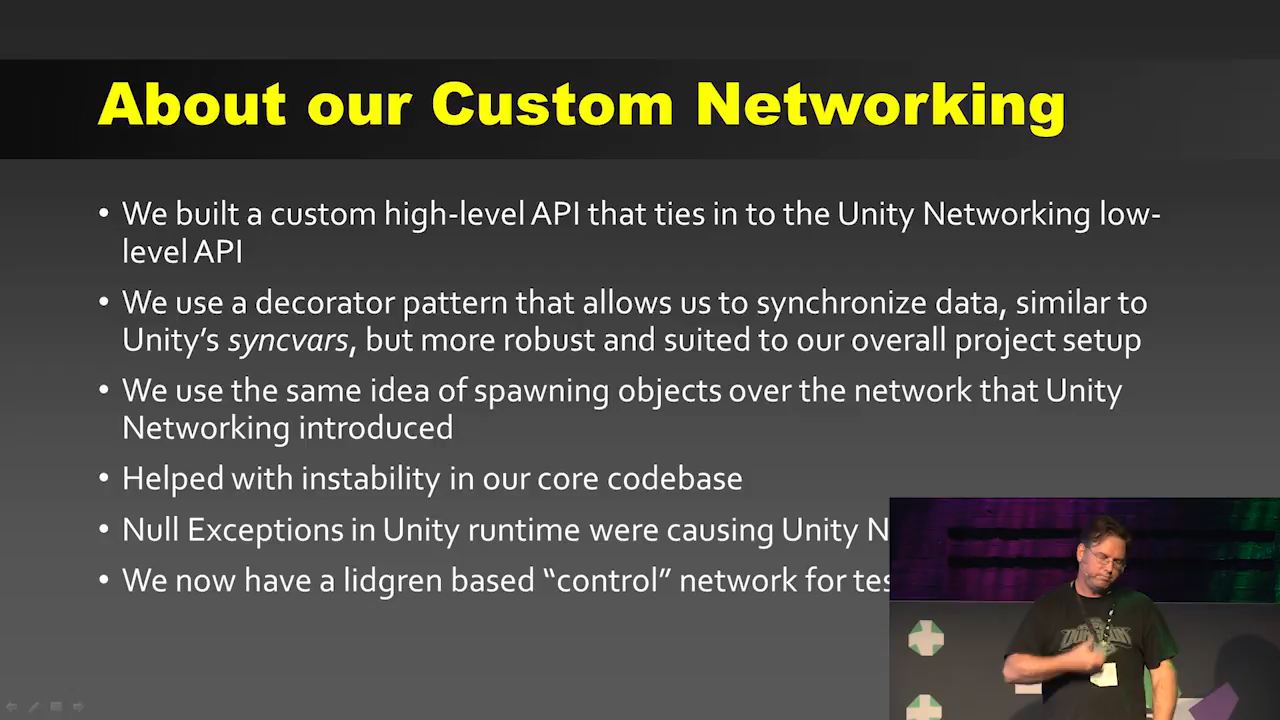 About our Custom Networking
• We built a custom high-level API that ties in to the Unity Networking low-
level API
• We use a decorator pattern that allows us to synchronize data, similar to
Unity's syncvars, but more robust and suited to our overall project setup
• We use the same idea of spawning objects over the network that Unity
Networking introduced
• Helped with instability in our core codebase
• Null Exceptions in Unity runtime were causing Unity
• We now have a lidgren based “control” network for